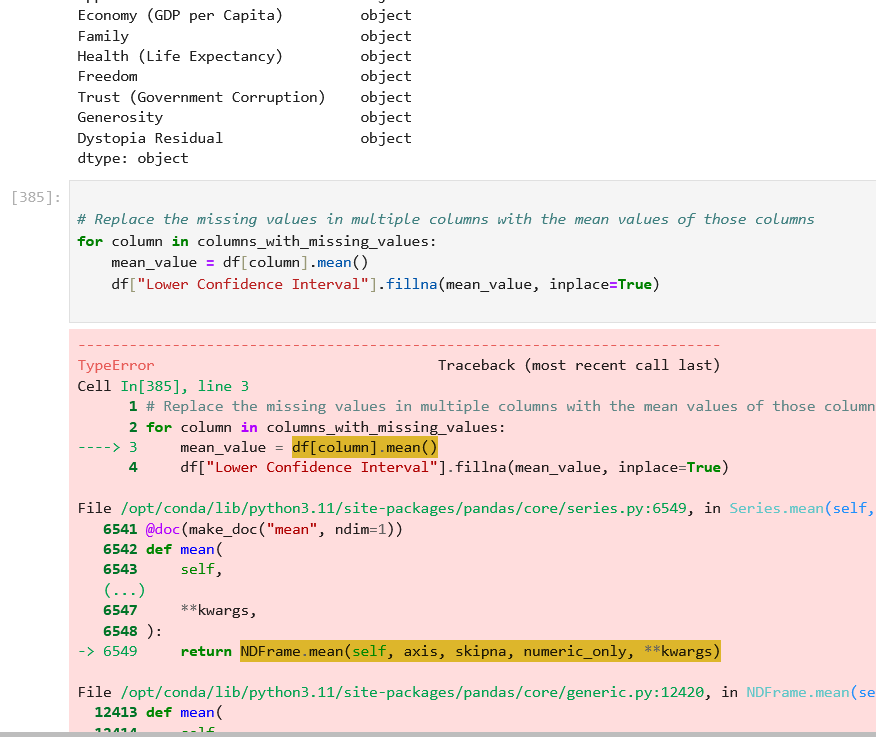 Economy (GDP per Capita) object
Family object
Health (Life Expectancy) object
Freedom object
Trust (Government Corruption) object
Generosity object
Dystopia Residual object
dtype: object
[385]:
# Replace the missing values in multiple columns with the mean values of those columns
for column in columns_with_missing_values:
    mean_value = df[column].mean()
    df["Lower Confidence Interval"].fillna(mean_value, inplace=True)
---------------------------------------------------------------------------
TypeError Traceback (most recent call last)
Cell In[385], line 3
      1 # Replace the missing values in multiple columns with the mean values of those column
      2 for column in columns_with_missing_values:
----> 3     mean_value = df[column].mean()
      4     df["Lower Confidence Interval"].fillna(mean_value, inplace=True)
File /opt/conda/lib/python3.11/site-packages/pandas/core/series.py:6549, in Series.mean(self,
   6541 @doc(make_doc("mean", ndim=1))
   6542 def mean(
   6543     self,
   (...)
   6547     **kwargs,
   6548 ):
-> 6549     return NDFrame.mean(self, axis, skipna, numeric_only, **kwargs)
File /opt/conda/lib/python3.11/site-packages/pandas/core/generic.py:12420, in NDFrame.mean(se
  12413 def mean(